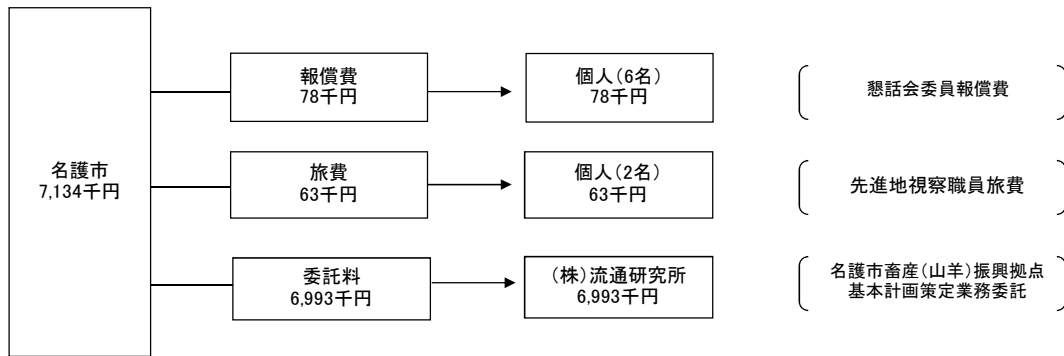 名護市
7,134千円
報償費
78千円
個人(6名)
78千円
懇話会委員報償費
旅費
63千円
個人(2名)
63千円
先進地視察職員旅費
委託料
6,993千円
(株)流通研究所
6,993千円
名護市畜産(山羊)振興拠点
基本計画策定業務委託